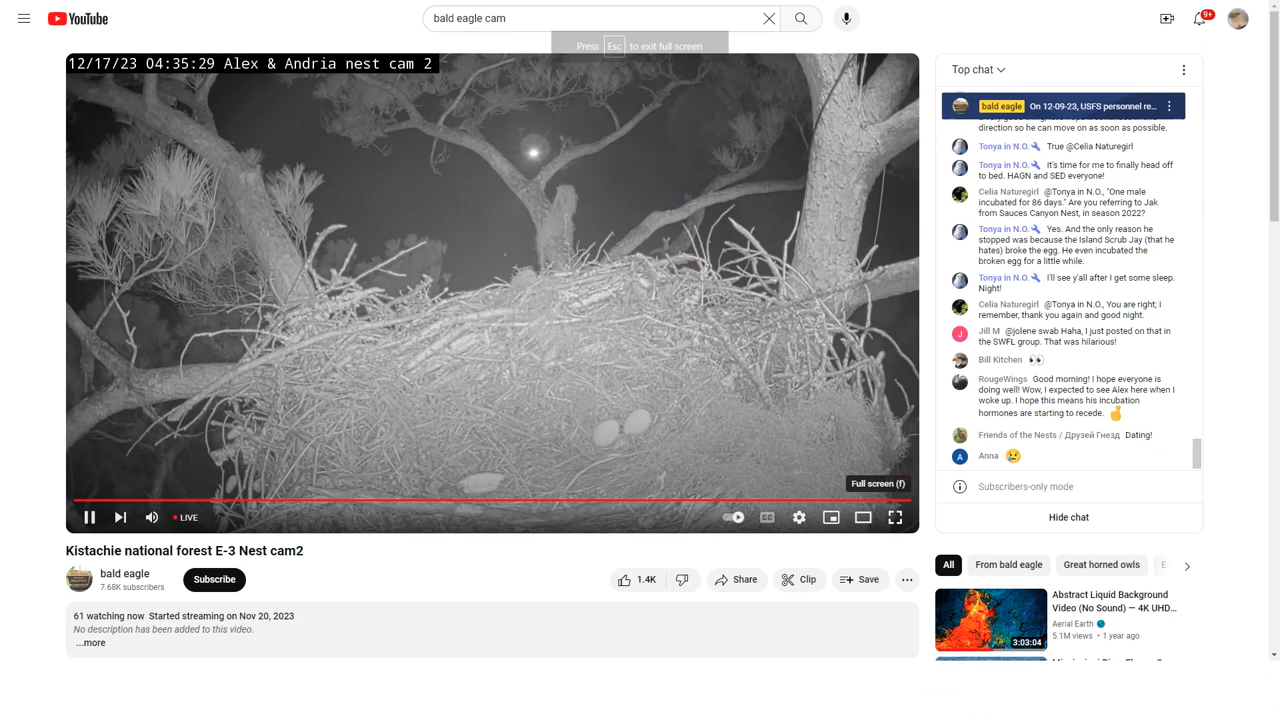 YouTube
bald eagle cam
9+
Press Esc to exit full screen
12/17/23 04:35:29 Alex & Andria nest cam 2
Full screen (f)
LIVE
Kistachie national forest E-3 Nest cam2
bald eagle
7.68K subscribers
Subscribe
1.4K
Share
Clip
Save
61 watching now Started streaming on Nov 20, 2023
No description has been added to this video.
...more
Top chat
bald eagle On 12-09-23, USFS personnel re...
direction so he can move on as soon as possible.
Tonya in N.O. True @Celia Naturegirl
Tonya in N.O. It's time for me to finally head off
to bed. HAGN and SED everyone!
Celia Naturegirl @Tonya in N.O., "One male
incubated for 86 days." Are you referring to Jak
from Sauces Canyon Nest, in season 2022?
Tonya in N.O. Yes. And the only reason he
stopped was because the Island Scrub Jay (that he
hates) broke the egg. He even incubated the
broken egg for a little while.
Tonya in N.O. I'll see y'all after I get some sleep.
Night!
Celia Naturegirl @Tonya in N.O., You are right; I
remember, thank you again and good night.
J
Jill M @jolene swab Haha, I just posted on that in
the SWFL group. That was hilarious!
Bill Kitchen 👀
RougeWings Good morning! I hope everyone is
doing well! Wow, I expected to see Alex here when I
woke up. I hope this means his incubation
hormones are starting to recede.
Friends of the Nests / Друзей Гнезд Dating!
A
Anna 😢
Subscribers-only mode
Hide chat
All
From bald eagle
Great horned owls
E
Abstract Liquid Background
Video (No Sound) — 4K UHD...
Aerial Earth
5.1M views • 1 year ago
3:03:04